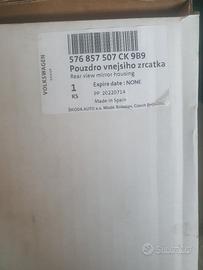 VOLKSWAGEN
576 857 507 CK 9B9
Pouzdro vnejsiho zrcatka
Rear view mirror housing
1
KS
Expire date : NONE
PP 20220714
Made in Spain
ŠKODA AUTO a.s. Mladá Boleslav, Czech Republic
subito